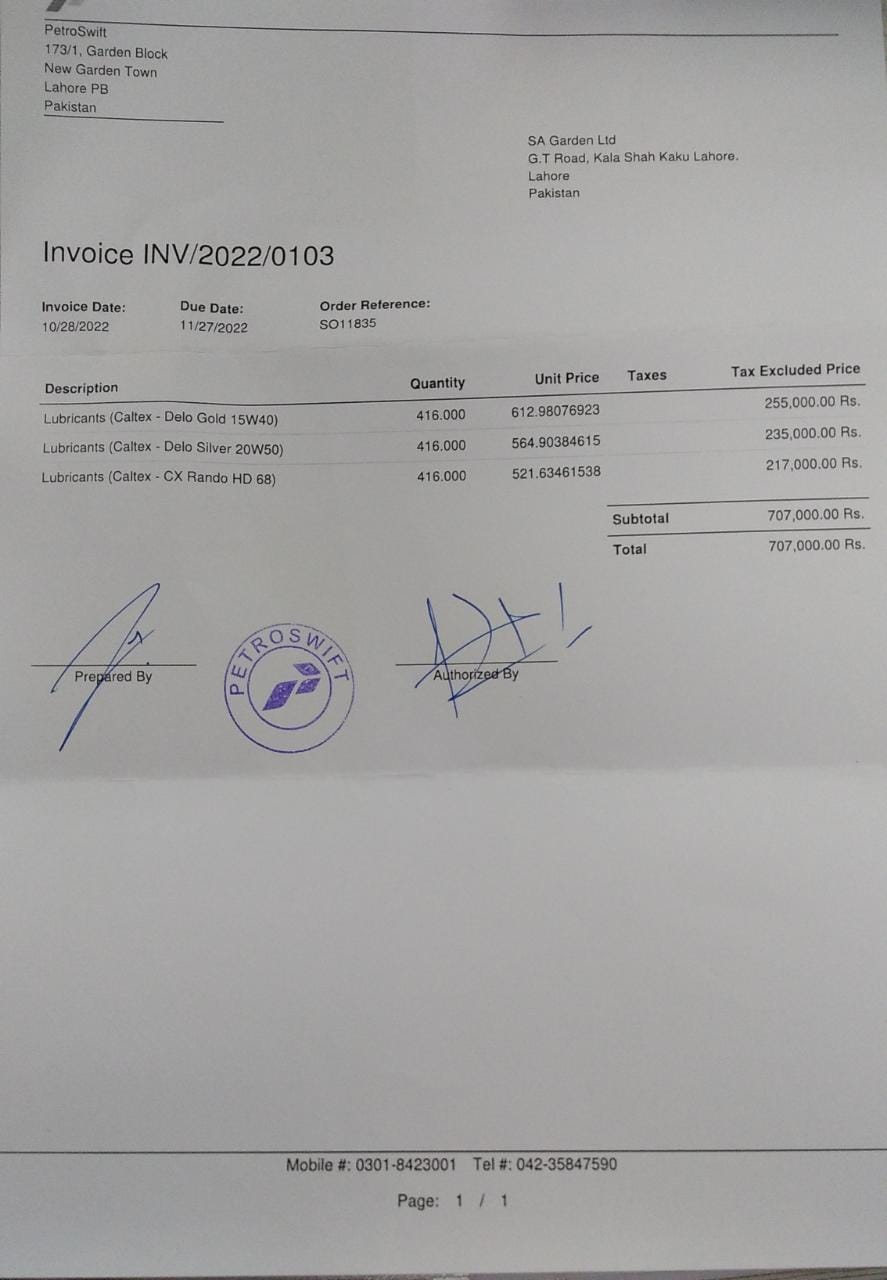 PetroSwift
173/1, Garden Block
New Garden Town
Lahore PB
Pakistan
SA Garden Ltd
G.T Road, Kala Shah Kaku Lahore.
Lahore
Pakistan
Invoice INV/2022/0103
Invoice Date: Due Date: Order Reference:
10/28/2022 11/27/2022 SO11835
Description Quantity Unit Price Taxes Tax Excluded Price
Lubricants (Caltex - Delo Gold 15W40) 416.000 612.98076923 255,000.00 Rs.
Lubricants (Caltex - Delo Silver 20W50) 416.000 564.90384615 235,000.00 Rs.
Lubricants (Caltex - CX Rando HD 68) 416.000 521.63461538 217,000.00 Rs.
Subtotal 707,000.00 Rs.
Total 707,000.00 Rs.
Prepared By
PETROSWIFT
Authorized By
Mobile #: 0301-8423001 Tel #: 042-35847590
Page: 1 / 1